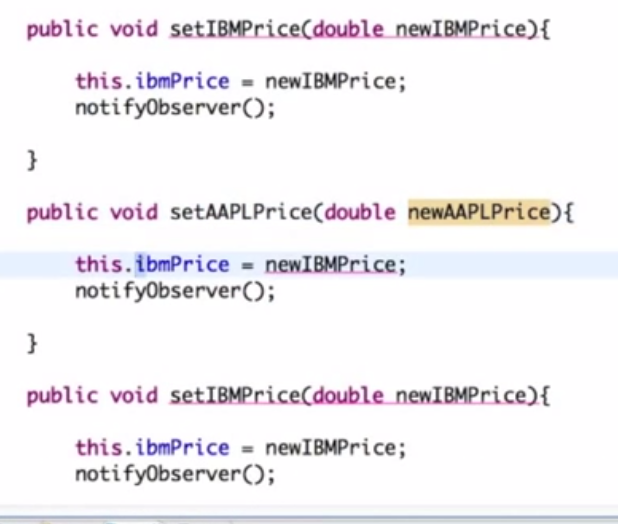 public void setIBMPrice(double newIBMPrice){
this.ibmPrice = newIBMPrice;
notifyObserver();
}
public void setAAPLPrice(double newAAPLPrice){
this.ibmPrice = newIBMPrice;
notifyObserver();
}
public void setIBMPrice(double newIBMPrice){
this.ibmPrice = newIBMPrice;
notifyObserver();